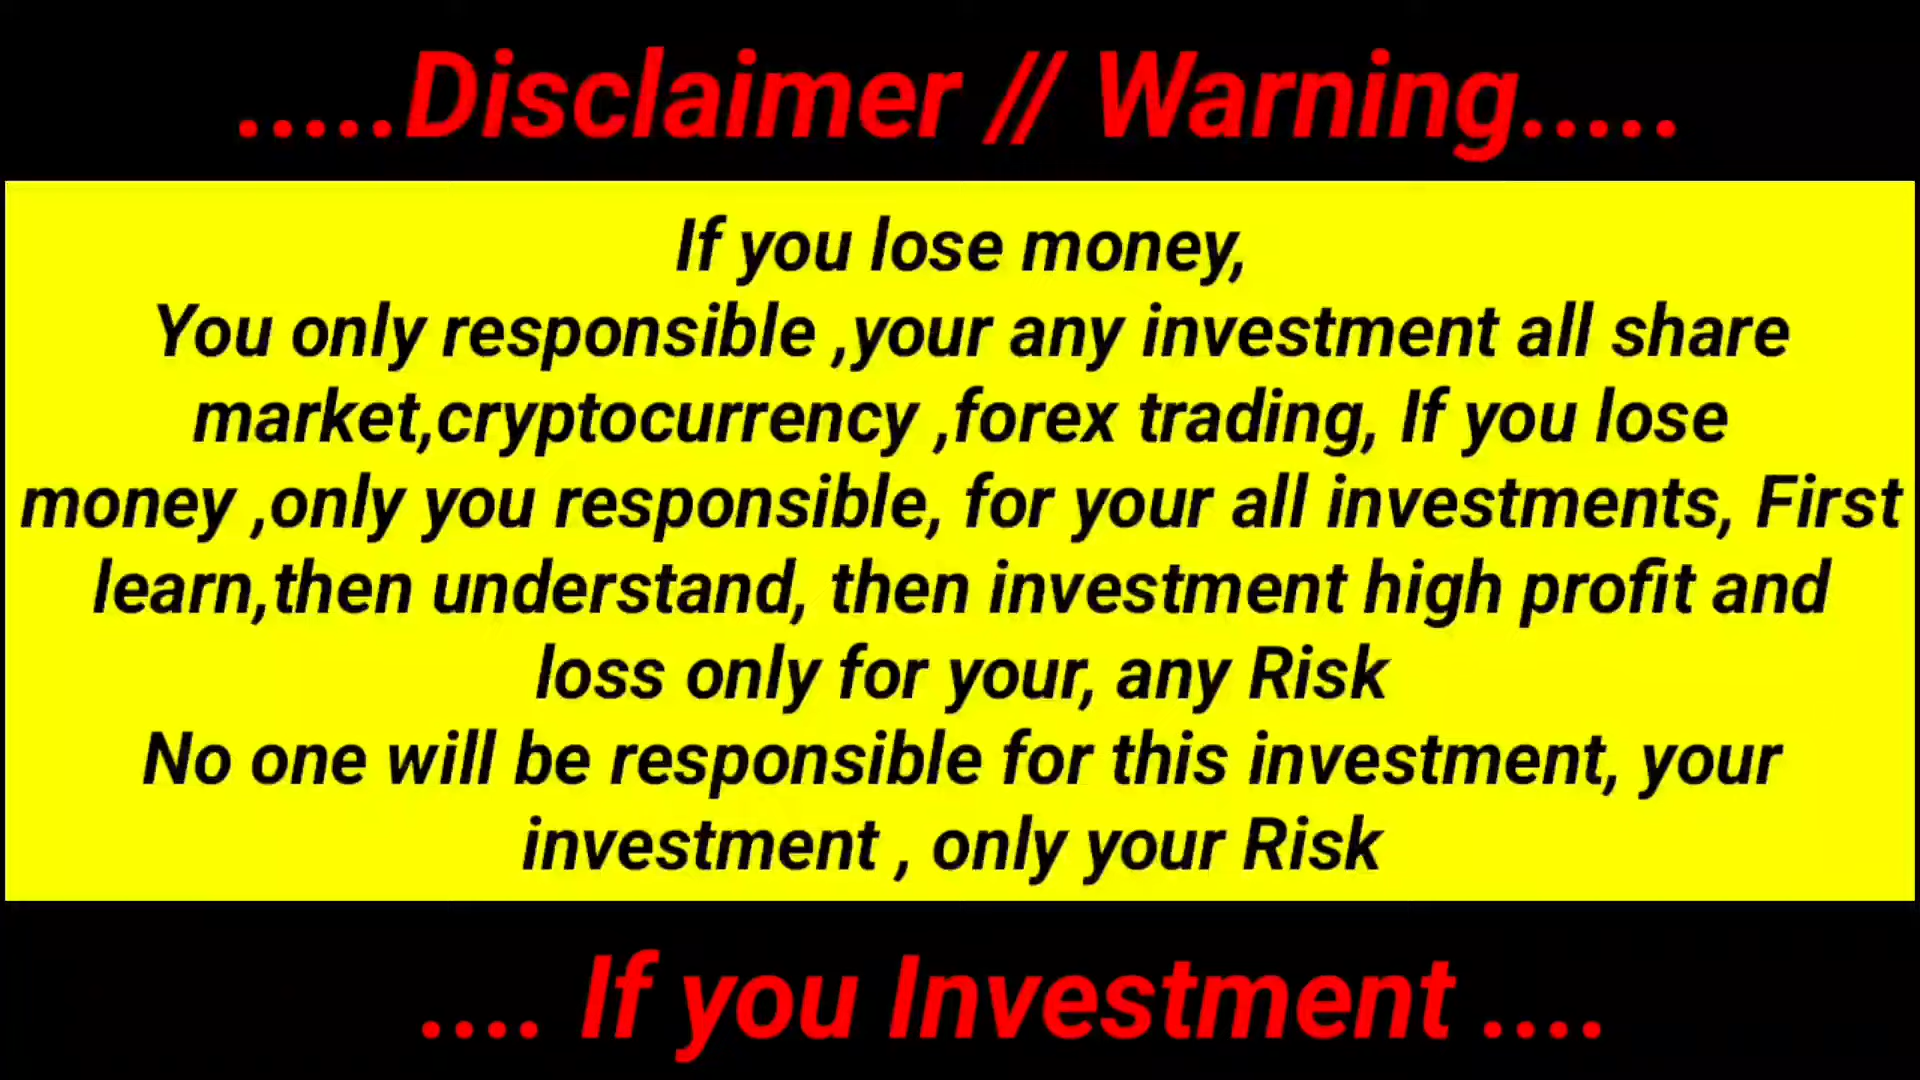 .....Disclaimer // Warning.....
If you lose money,
You only responsible ,your any investment all share
market,cryptocurrency ,forex trading, If you lose
money ,only you responsible, for your all investments, First
learn,then understand, then investment high profit and
loss only for your, any Risk
No one will be responsible for this investment, your
investment , only your Risk
.... If you Investment ....